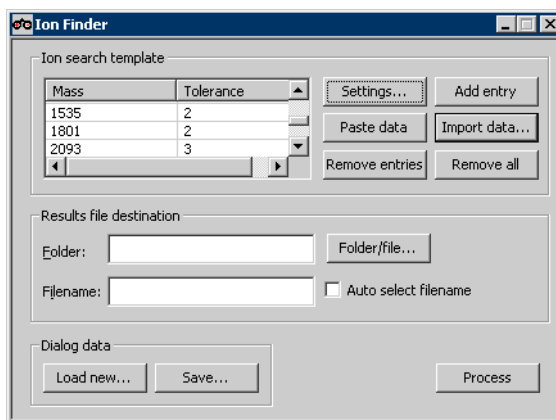 Ion Finder
Ion search template
Mass Tolerance
1535 2
1801 2
2093 3
Settings... Add entry
Paste data Import data...
Remove entries Remove all
Results file destination
Folder: Folder/file...
Filename: Auto select filename
Dialog data
Load new... Save... Process